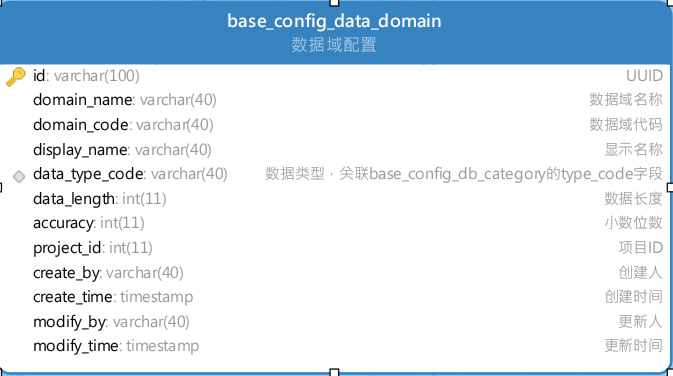 base_config_data_domain
数据域配置
id: varchar(100) UUID
domain_name: varchar(40) 数据域名称
domain_code: varchar(40) 数据域代码
display_name: varchar(40) 显示名称
data_type_code: varchar(40) 数据类型，关联base_config_db_category的type_code字段
data_length: int(11) 数据长度
accuracy: int(11) 小数位数
project_id: int(11) 项目ID
create_by: varchar(40) 创建人
create_time: timestamp 创建时间
modify_by: varchar(40) 更新人
modify_time: timestamp 更新时间